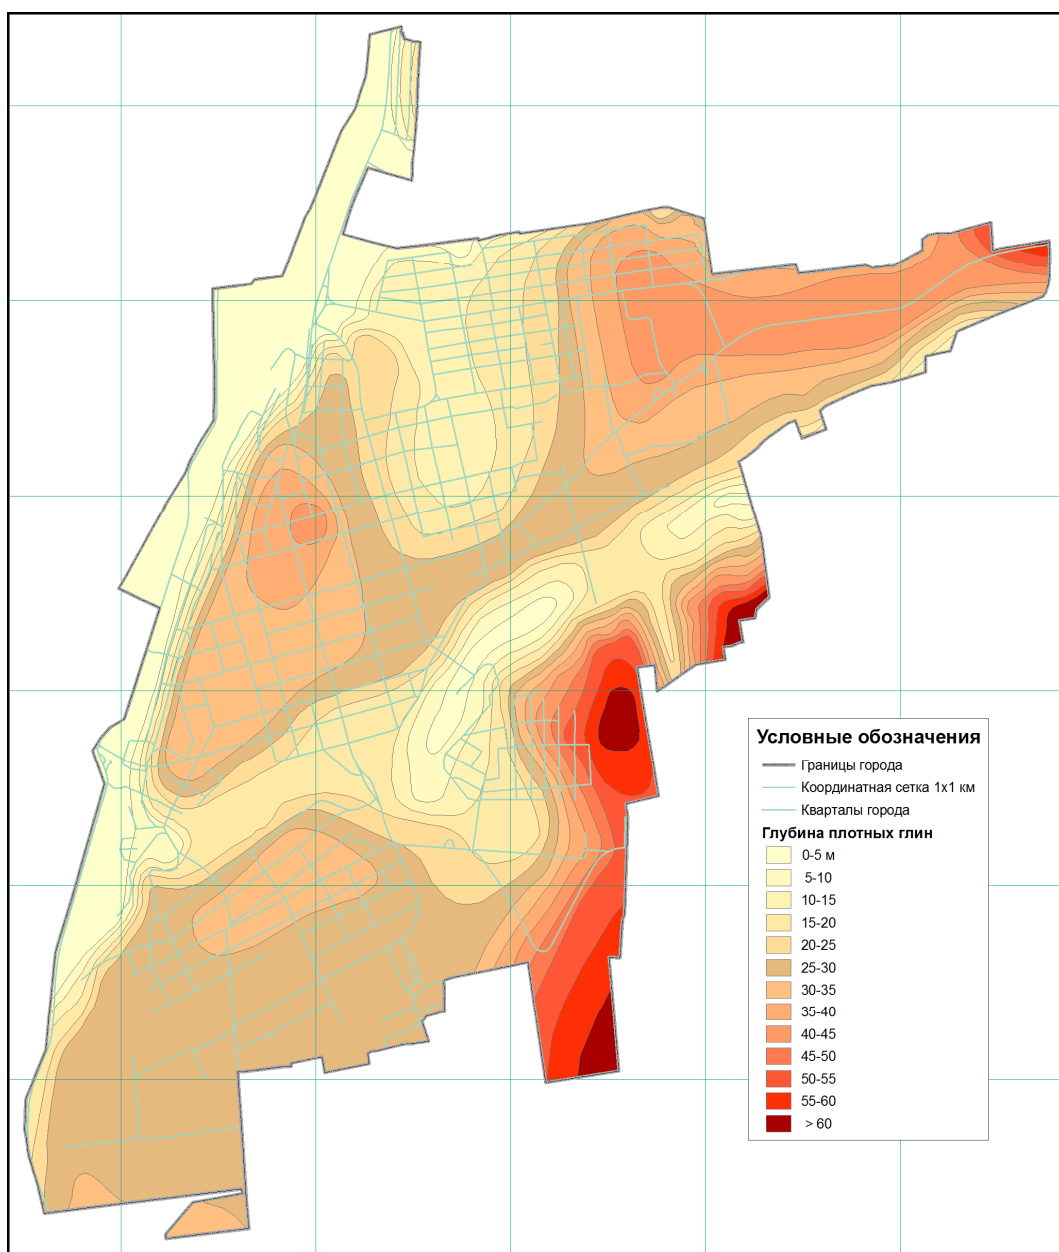 Условные обозначения
Границы города
Координатная сетка 1x1 км
Кварталы города
Глубина плотных глин
0-5 м
5-10
10-15
15-20
20-25
25-30
30-35
35-40
40-45
45-50
50-55
55-60
> 60